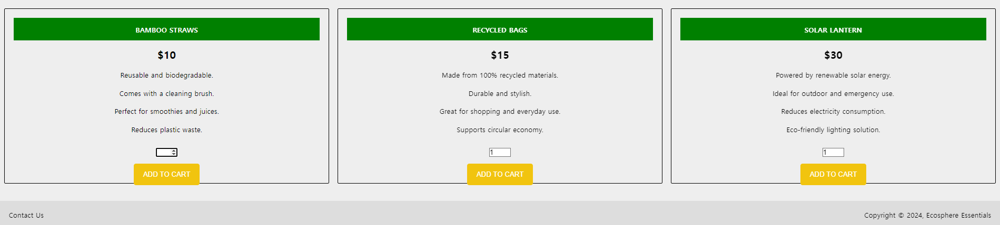 BAMBOO STRAWS
$10
Reusable and biodegradable.
Comes with a cleaning brush.
Perfect for smoothies and juices.
Reduces plastic waste.
ADD TO CART
RECYCLED BAGS
$15
Made from 100% recycled materials.
Durable and stylish.
Great for shopping and everyday use.
Supports circular economy.
1
ADD TO CART
SOLAR LANTERN
$30
Powered by renewable solar energy.
Ideal for outdoor and emergency use.
Reduces electricity consumption.
Eco-friendly lighting solution.
1
ADD TO CART
Contact Us
Copyright © 2024, Ecosphere Essentials